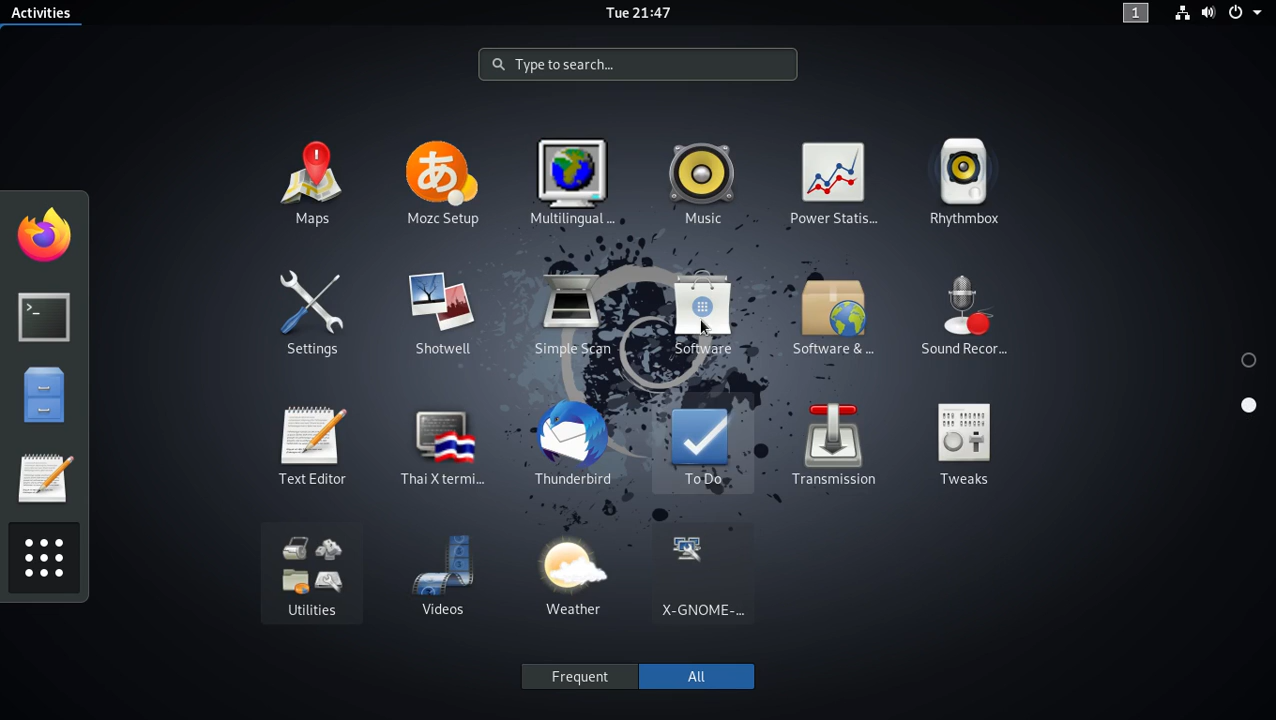 Activities
Tue 21:47
1
Type to search...
Maps
Mozc Setup
Multilingual ...
Music
Power Statis...
Rhythmbox
Settings
Shotwell
Simple Scan
Software
Software & ...
Sound Recor...
Text Editor
Thai X termi...
Thunderbird
To Do
Transmission
Tweaks
Utilities
Videos
Weather
X-GNOME-...
Frequent
All
あ
>_